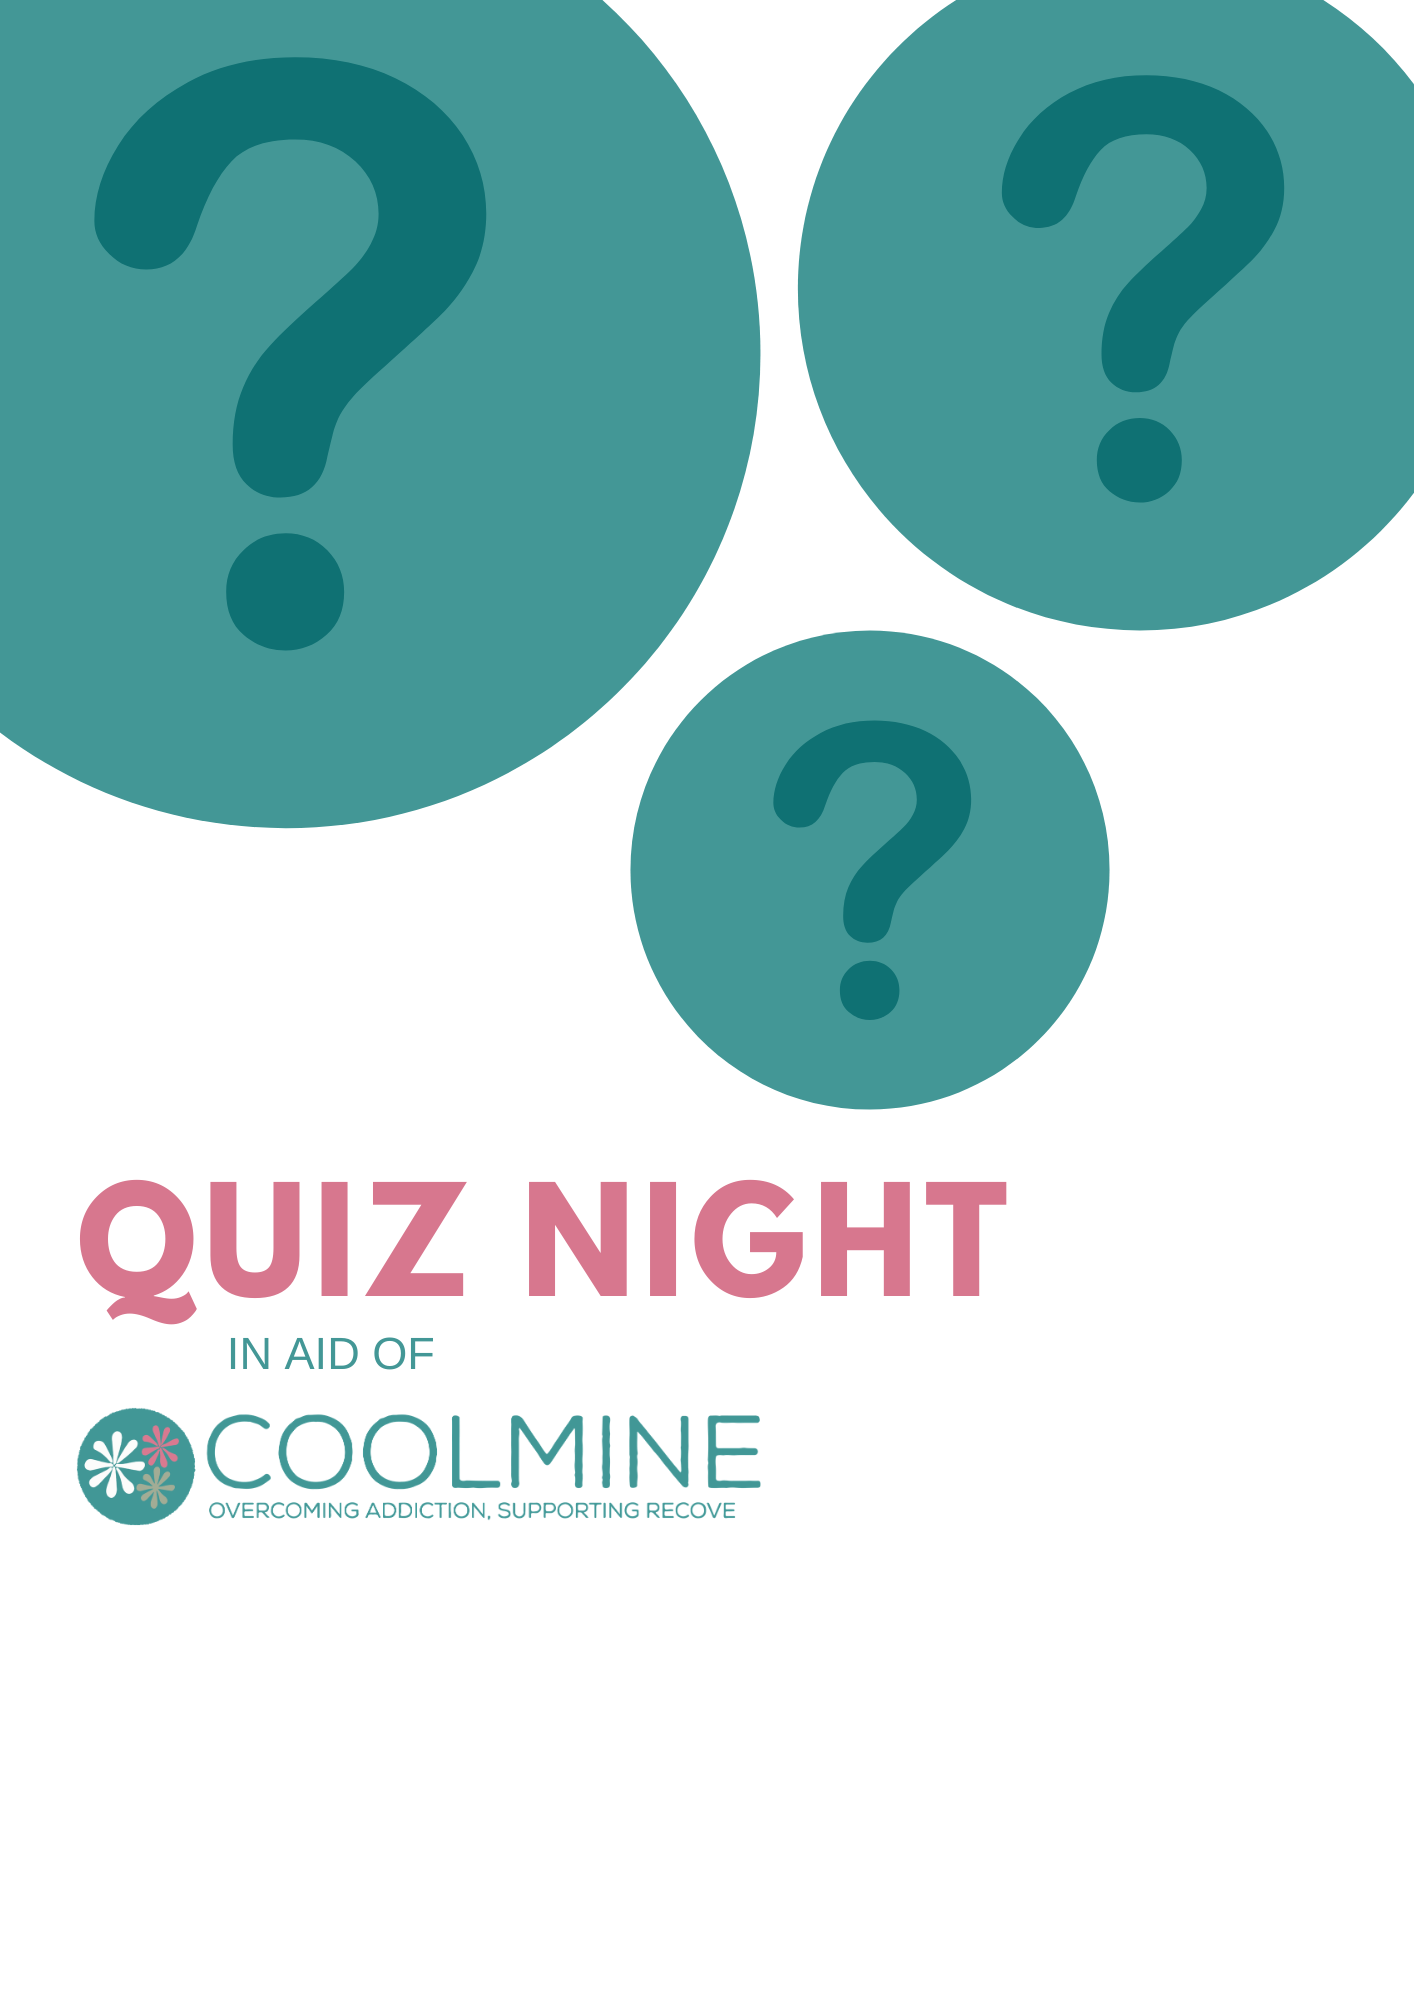 ?
?
?
QUIZ NIGHT
IN AID OF
COOLMINE
OVERCOMING ADDICTION, SUPPORTING RECOVE